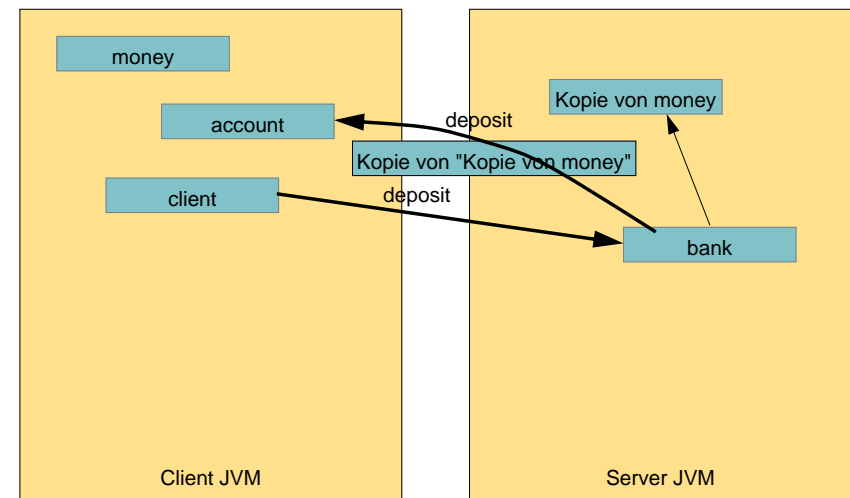 money
Kopie von money
account
deposit
Kopie von "Kopie von money"
client
deposit
bank
Client JVM
Server JVM